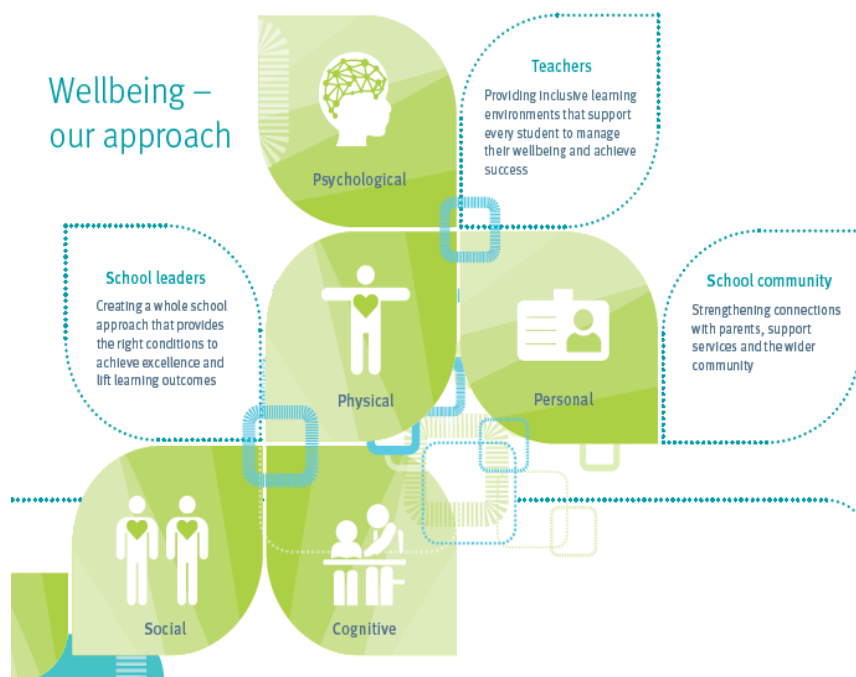 Wellbeing –
our approach
Psychological
Teachers
Providing inclusive learning
environments that support
every student to manage
their wellbeing and achieve
success
School leaders
Creating a whole school
approach that provides
the right conditions to
achieve excellence and
lift learning outcomes
Physical
Personal
School community
Strengthening connections
with parents, support
services and the wider
community
Social
Cognitive